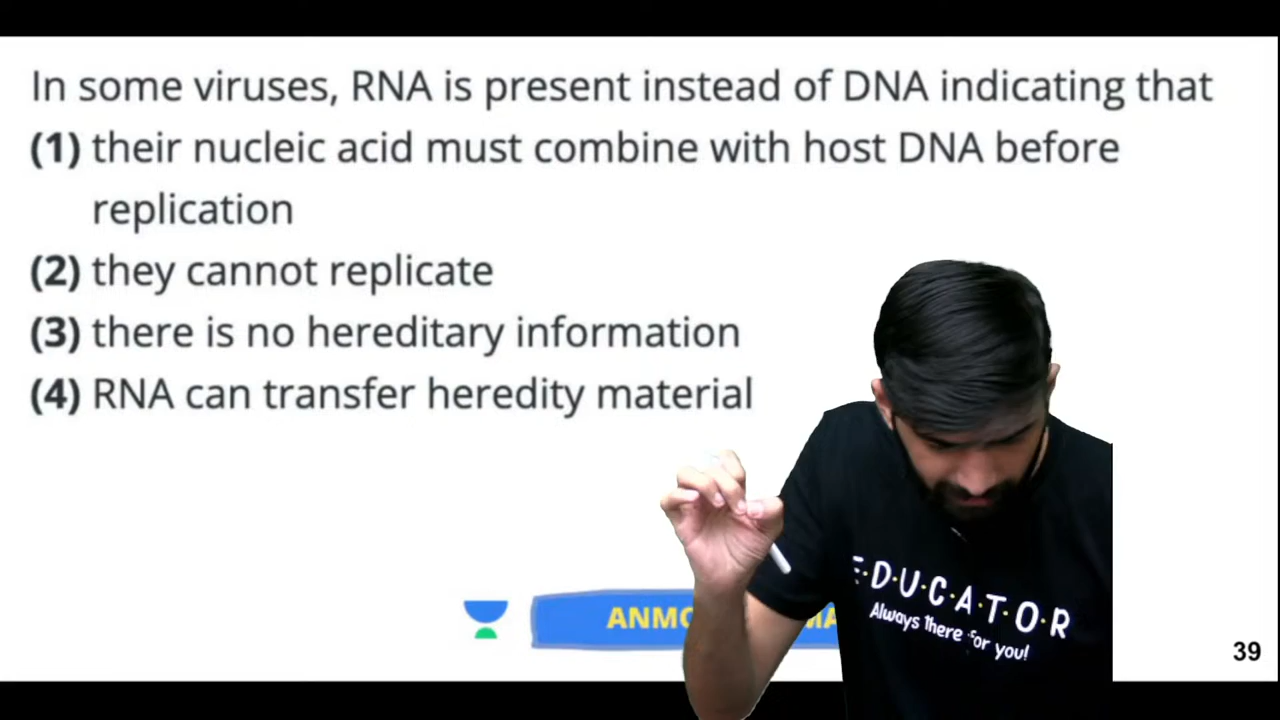 In some viruses, RNA is present instead of DNA indicating that
(1) their nucleic acid must combine with host DNA before
replication
(2) they cannot replicate
(3) there is no hereditary information
(4) RNA can transfer heredity material
E·D·U·C·A·T·O·R
Always there for you!
39